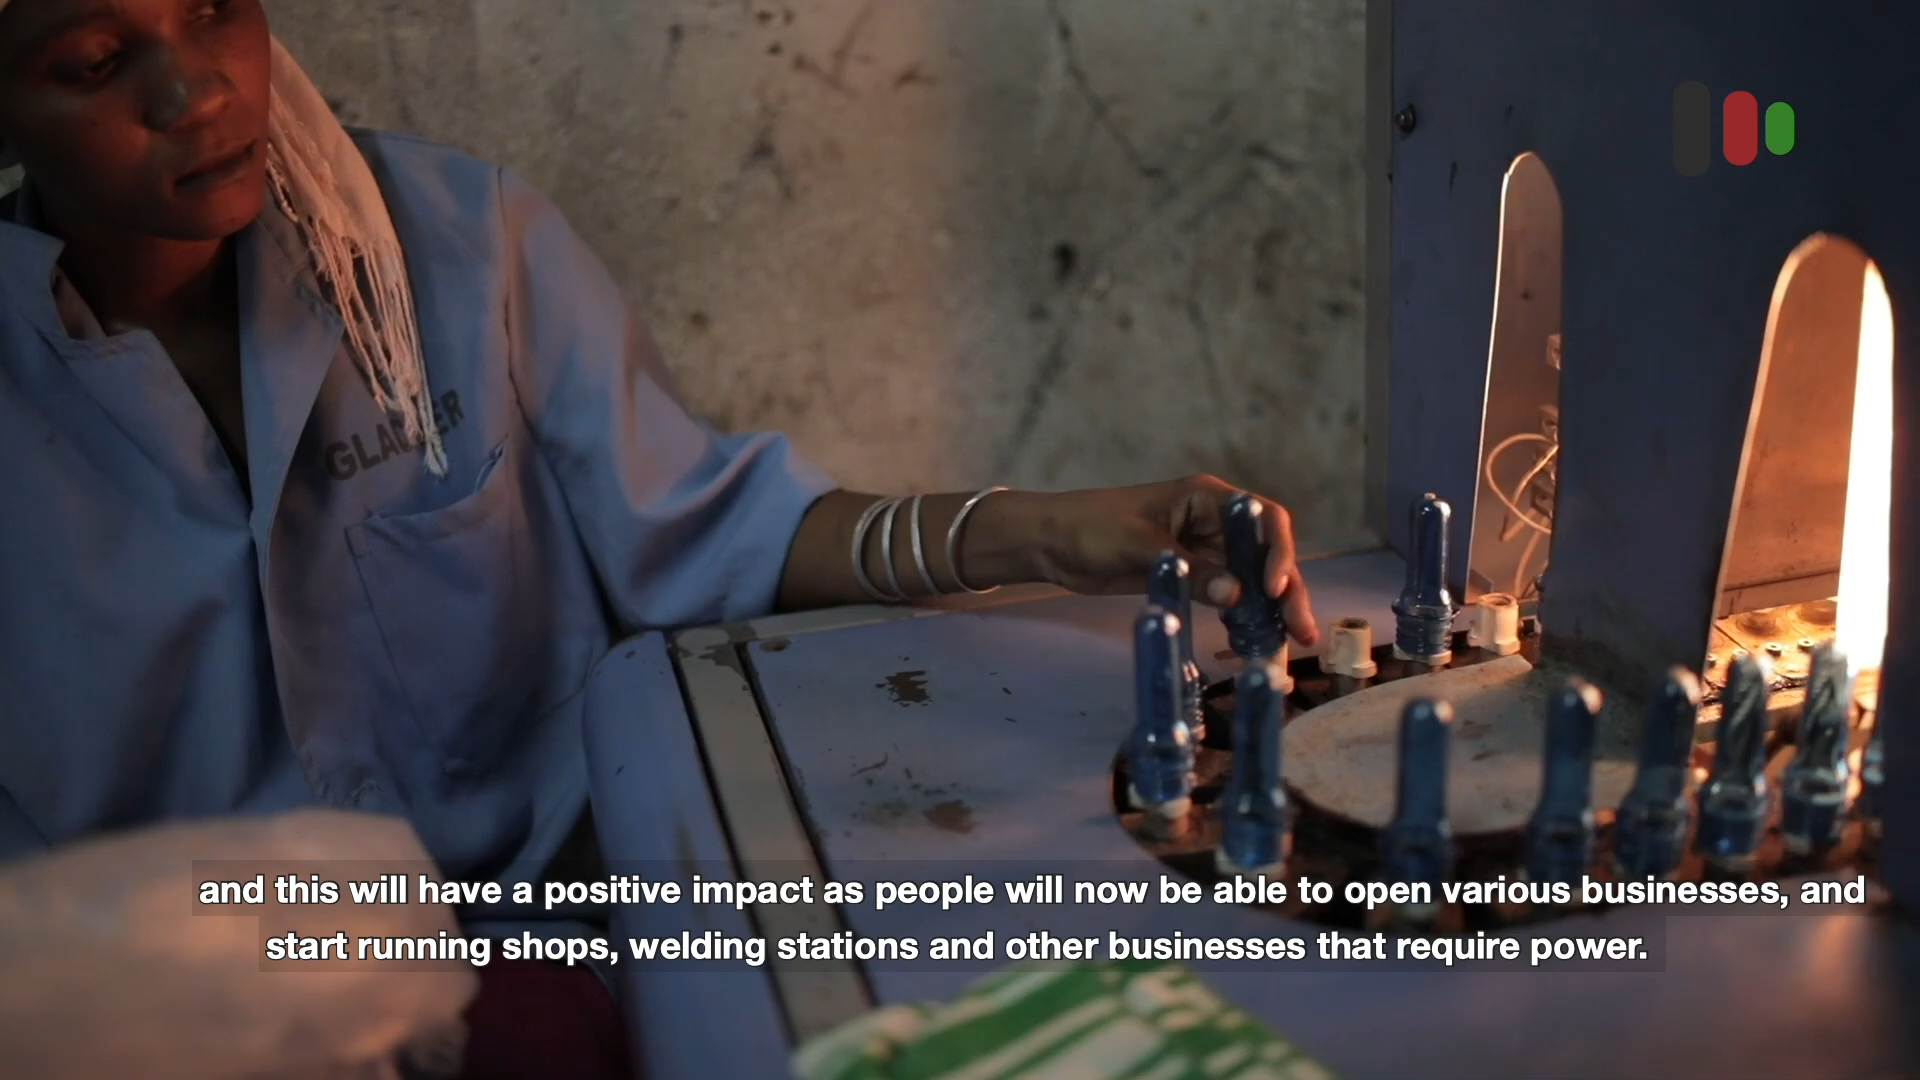 GLACIER
and this will have a positive impact as people will now be able to open various businesses, and
start running shops, welding stations and other businesses that require power.